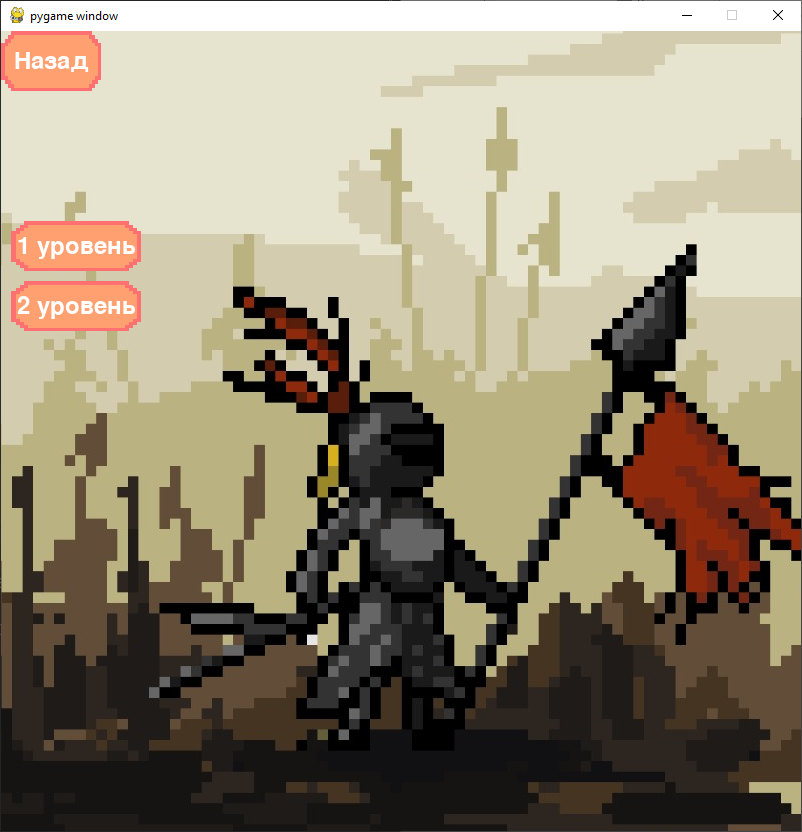 pygame window
Назад
1 уровень
2 уровень